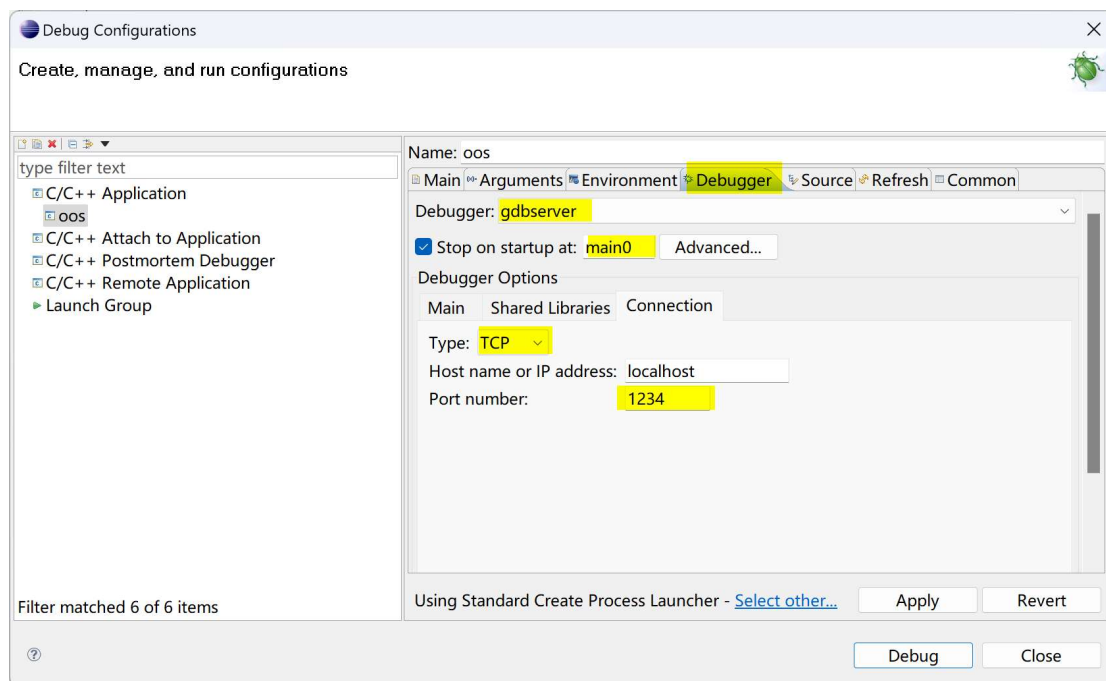 Debug Configurations
Create, manage, and run configurations
type filter text
C/C++ Application
oos
C/C++ Attach to Application
C/C++ Postmortem Debugger
C/C++ Remote Application
Launch Group
Filter matched 6 of 6 items
Name: oos
Main Arguments Environment Debugger Source Refresh Common
Debugger: gdbserver
Stop on startup at: main0 Advanced...
Debugger Options
Main Shared Libraries Connection
Type: TCP
Host name or IP address: localhost
Port number: 1234
Using Standard Create Process Launcher - Select other... Apply Revert
Debug Close